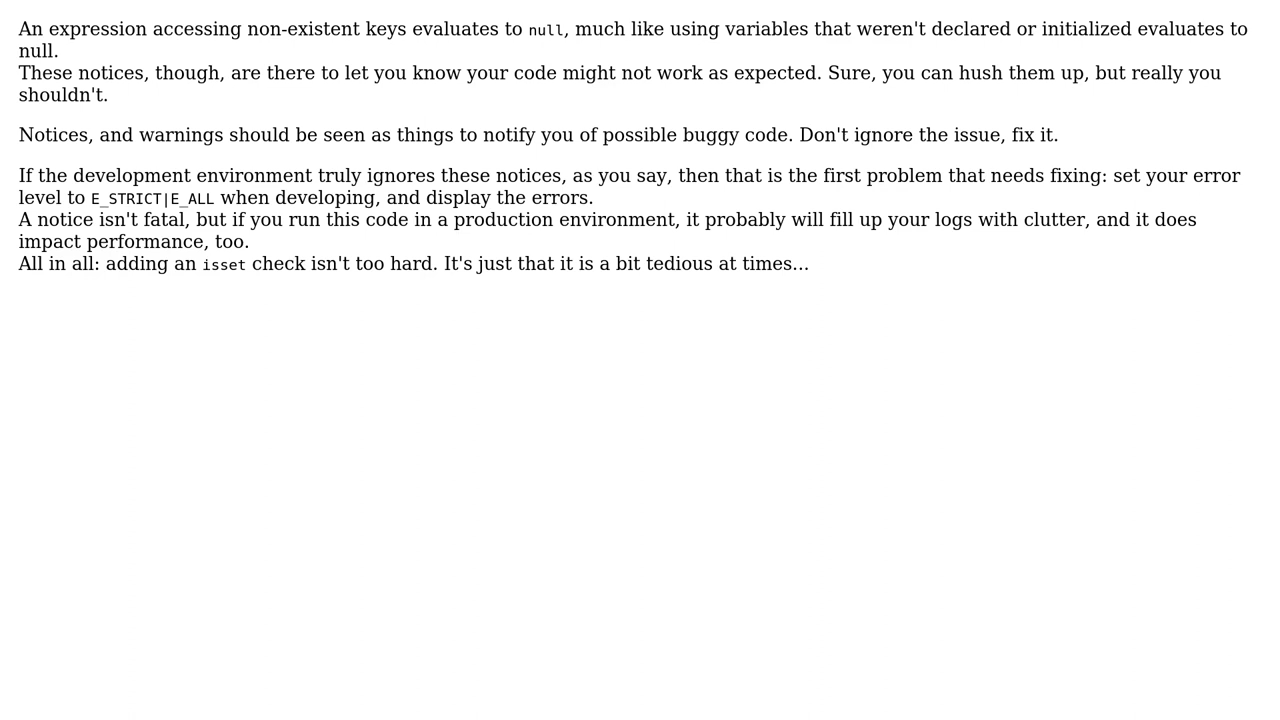 An expression accessing non-existent keys evaluates to null, much like using variables that weren't declared or initialized evaluates to
null.
These notices, though, are there to let you know your code might not work as expected. Sure, you can hush them up, but really you
shouldn't.
Notices, and warnings should be seen as things to notify you of possible buggy code. Don't ignore the issue, fix it.
If the development environment truly ignores these notices, as you say, then that is the first problem that needs fixing: set your error
level to E_STRICT|E_ALL when developing, and display the errors.
A notice isn't fatal, but if you run this code in a production environment, it probably will fill up your logs with clutter, and it does
impact performance, too.
All in all: adding an isset check isn't too hard. It's just that it is a bit tedious at times...